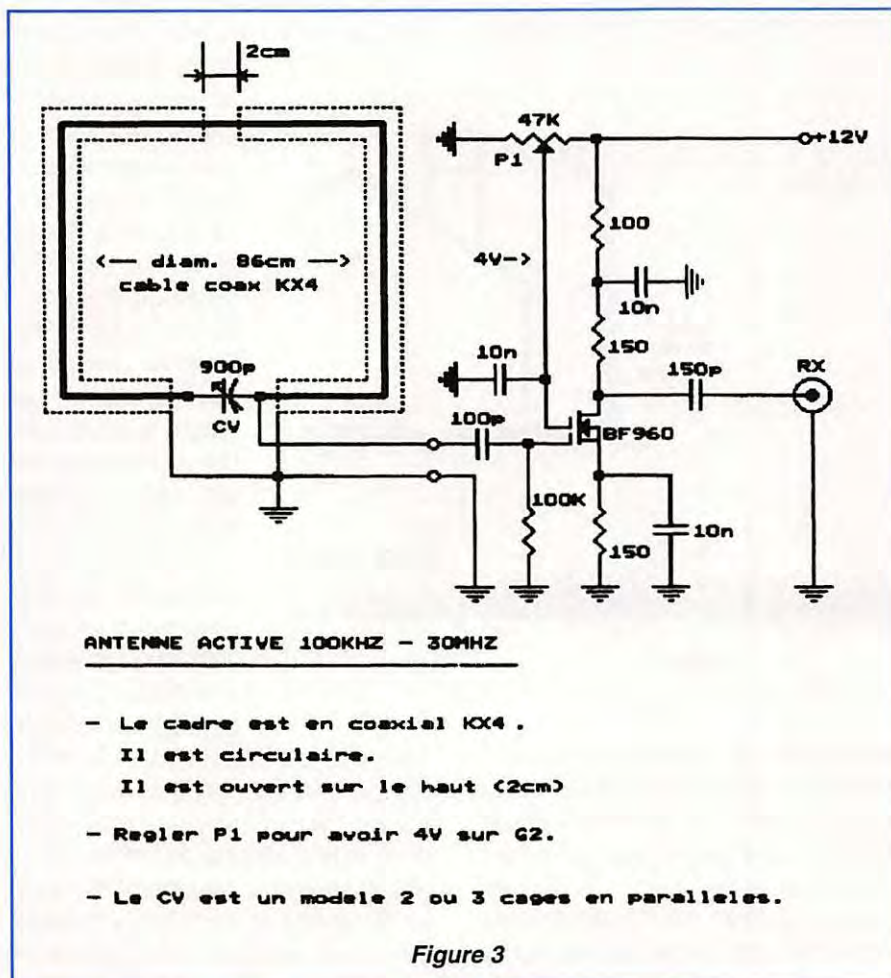 2cm
47K
P1
+12V
100
<— diam. 86cm —>
cable coax KX4
4V->
10n
150
900p
CV
10n
150p
RX
100p
BF960
100K
150
10n
ANTENNE ACTIVE 100KHZ - 30MHZ
- Le cadre est en coaxial KX4 .
Il est circulaire.
Il est ouvert sur le haut (2cm)
- Regler P1 pour avoir 4V sur G2.
- Le CV est un modele 2 ou 3 cages en paralleles.
Figure 3